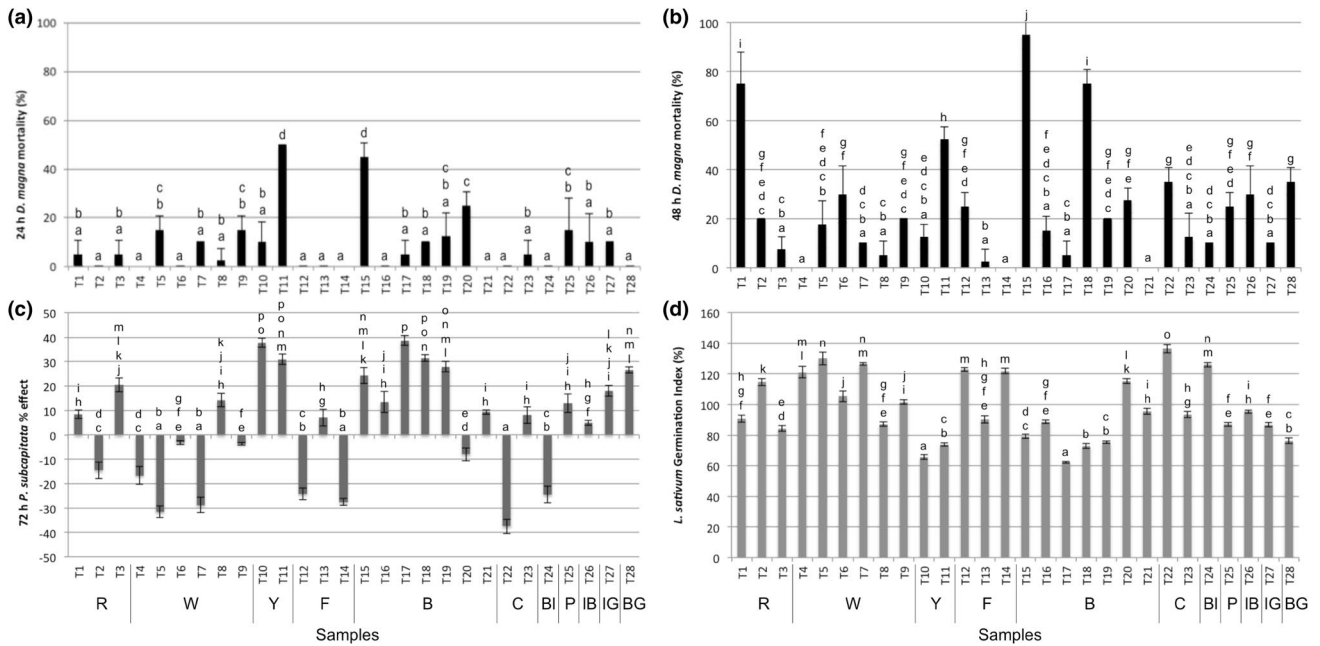 (a)
24 h D. magna mortality (%)
100
80
60
40
20
0
b a
a
b a
a
c b
a
b a
b a
c b
b a
d
a
a
a
d
a
b a
b a
c b a
c
a
a
b a
a
c b
b a
b a
a
T1 T2 T3 T4 T5 T6 T7 T8 T9 T10 T11 T12 T13 T14 T15 T16 T17 T18 T19 T20 T21 T22 T23 T24 T25 T26 T27 T28
(b)
48 h D. magna mortality (%)
100
80
60
40
20
0
i
g f e d c
c b a
a
f e d c b
g f
d c b a
c b a
g f e d c
e d c b a
h
g f e d
b a
a
j
f e d c b a
c b a
i
g f e d c
g f e
a
g
e d c b a
d c b a
g f e d
g f
d c b a
g
T1 T2 T3 T4 T5 T6 T7 T8 T9 T10 T11 T12 T13 T14 T15 T16 T17 T18 T19 T20 T21 T22 T23 T24 T25 T26 T27 T28
(c)
72 h P. subcapitata % effect
50
40
30
20
10
0
-10
-20
-30
-40
-50
i h
d c
m l k j
d c
b a
g f e
b a
k j i h
f e
p o
p o n m
c b
h g
b a
n m l k
j i
p
p o n
o n m l
e d
i h
a
j i h
c b
j i h
h g f
l k j i
n m l
T1 T2 T3 T4 T5 T6 T7 T8 T9 T10 T11 T12 T13 T14 T15 T16 T17 T18 T19 T20 T21 T22 T23 T24 T25 T26 T27 T28
R W Y F B C BI P IB IG BG
Samples
(d)
L. sativum Germination Index (%)
160
140
120
100
80
60
40
20
0
h g f
k
e d
m l
n
j
n m
g f e
j i
a
c b
m
h g f e
m
d c
g f e
a
b
c b
l k
i h
o
h g
n m
f e
i h
f e
c b
T1 T2 T3 T4 T5 T6 T7 T8 T9 T10 T11 T12 T13 T14 T15 T16 T17 T18 T19 T20 T21 T22 T23 T24 T25 T26 T27 T28
R W Y F B C BI P IB IG BG
Samples